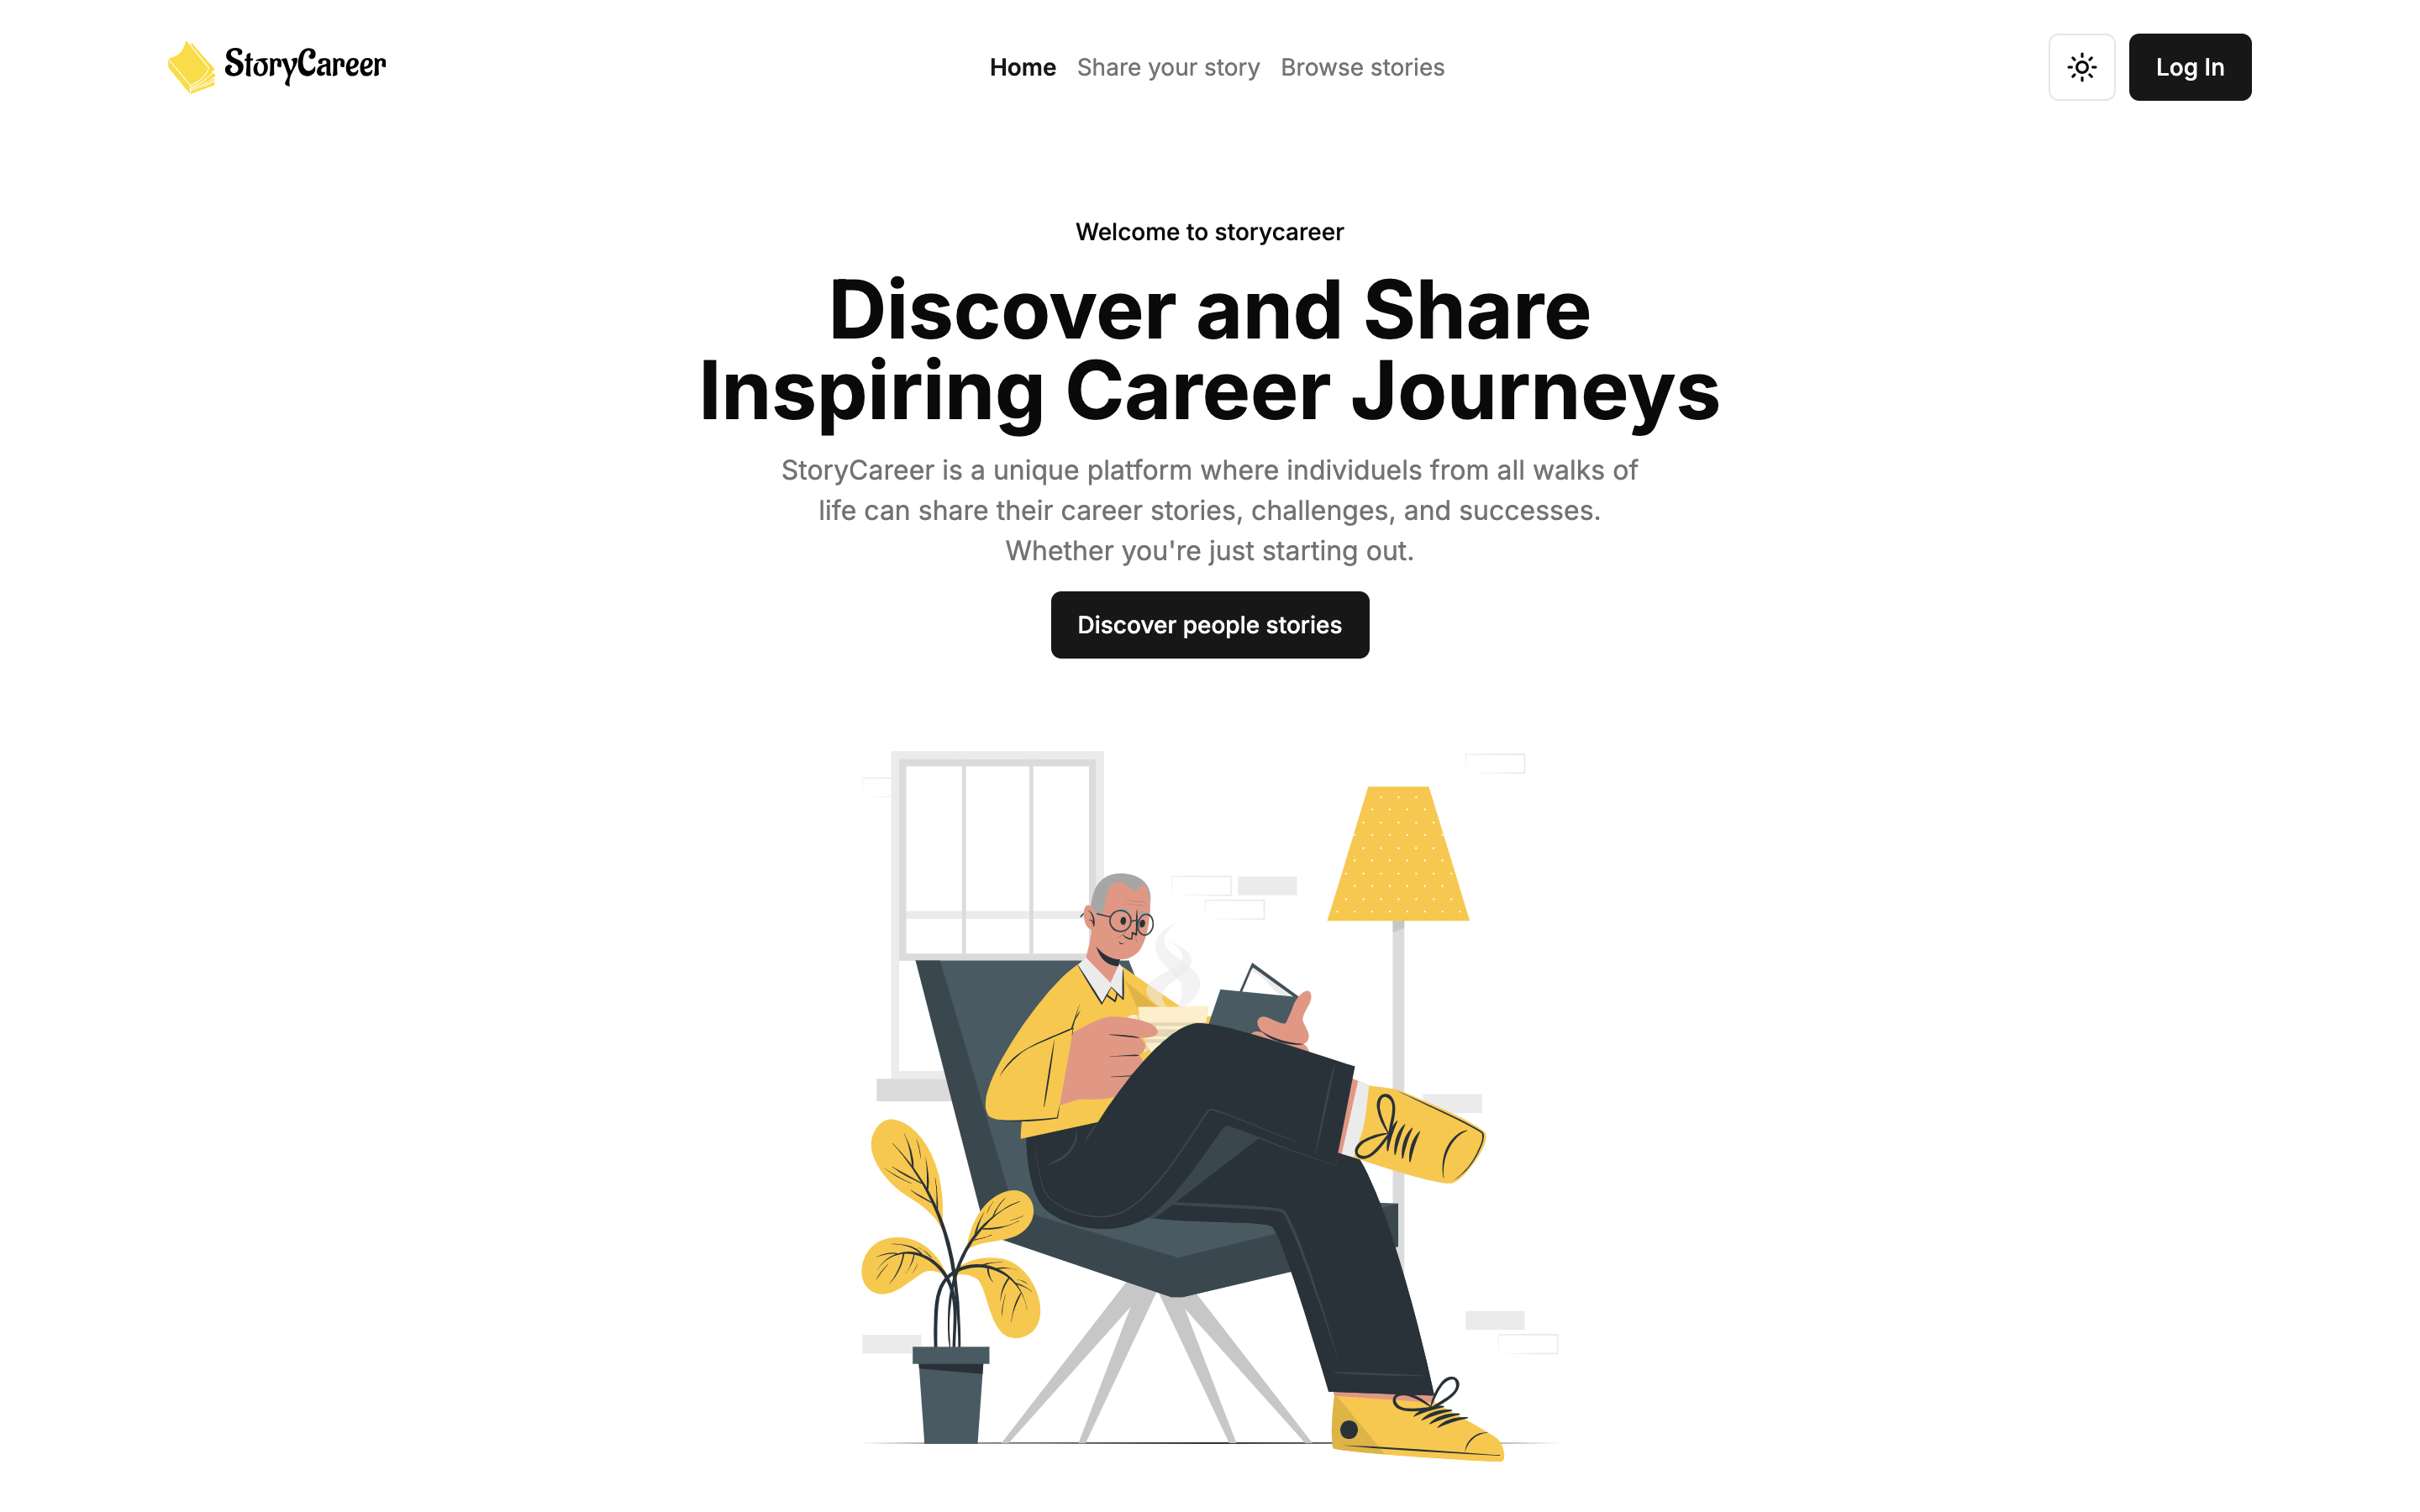 StoryCareer
Home Share your story Browse stories
Log In
Welcome to storycareer
Discover and Share
Inspiring Career Journeys
StoryCareer is a unique platform where individuels from all walks of
life can share their career stories, challenges, and successes.
Whether you're just starting out.
Discover people stories